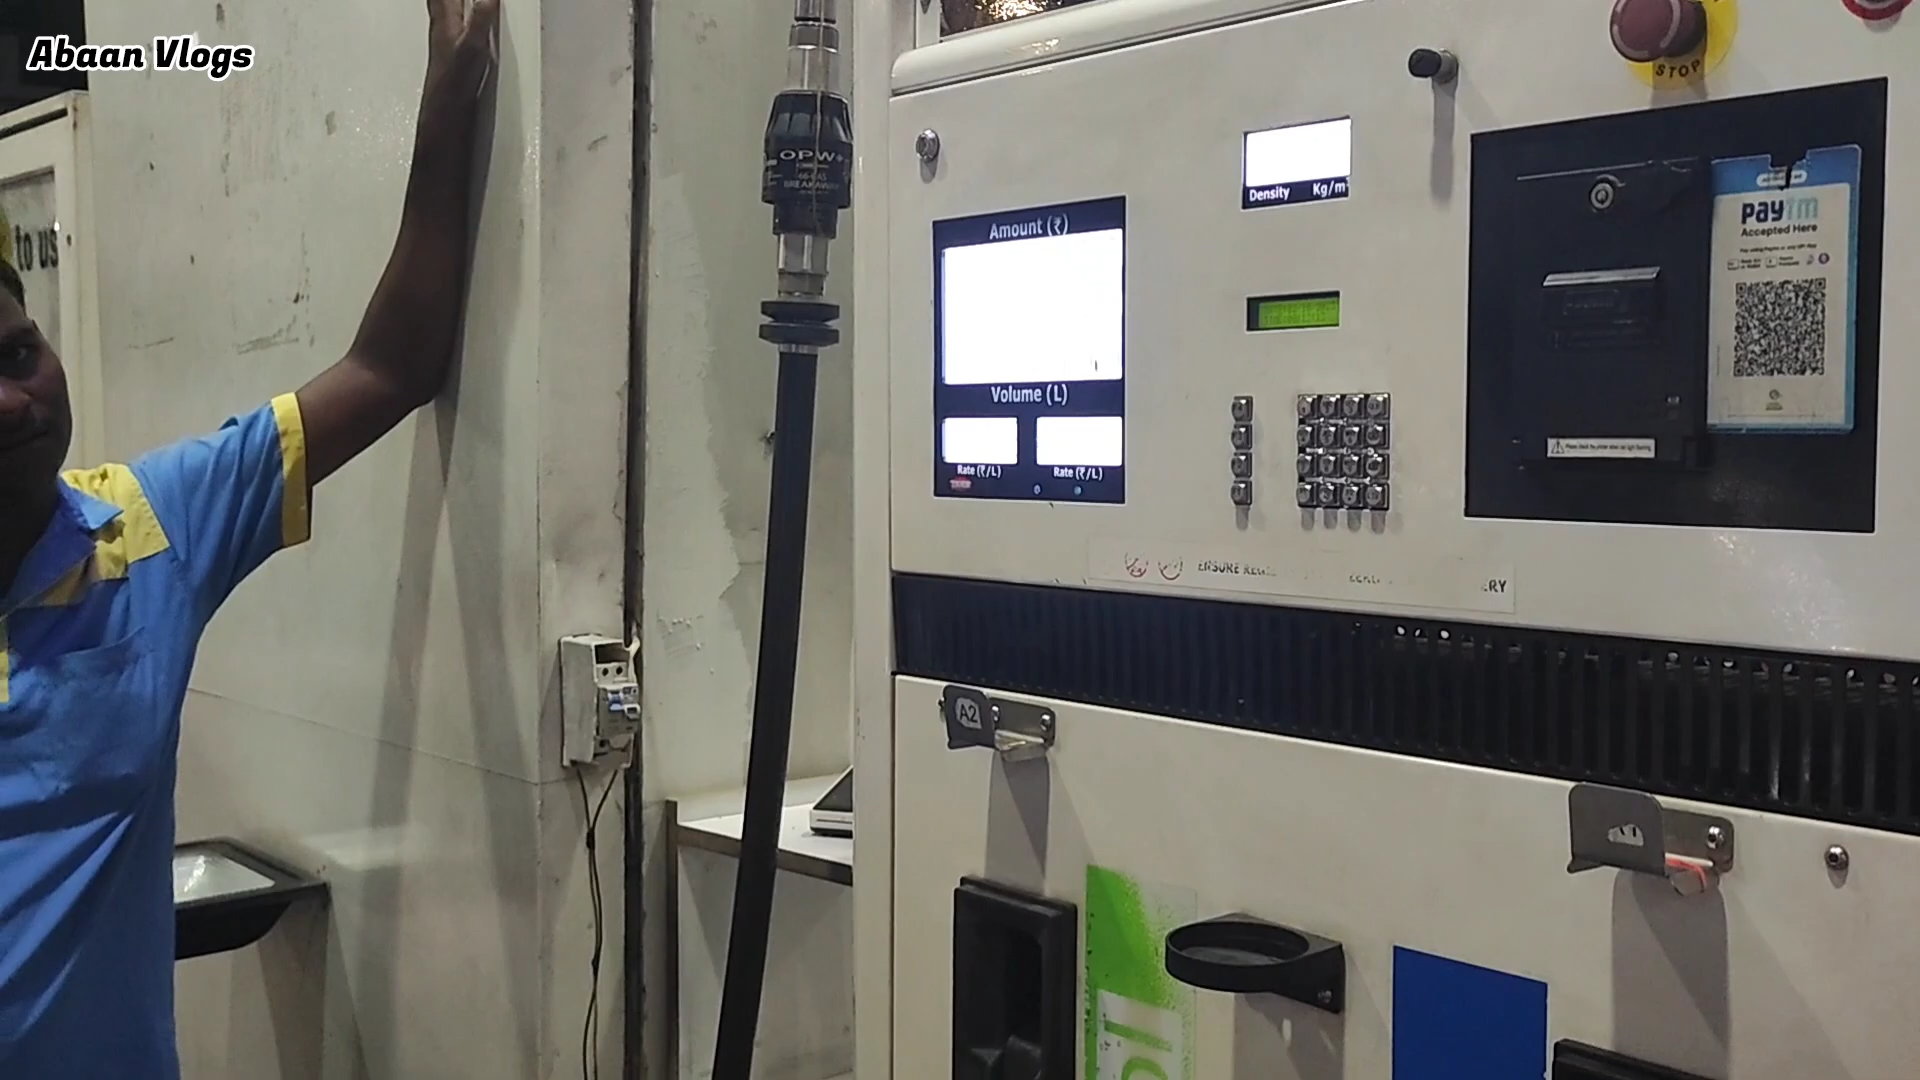 Abaan Vlogs
to us
OPW
BREAKAWAY
STOP
Density Kg/m
Amount (₹)
Volume (L)
Rate (₹/L) Rate (₹/L)
paytm
Accepted Here
ENSURE
RY
A2